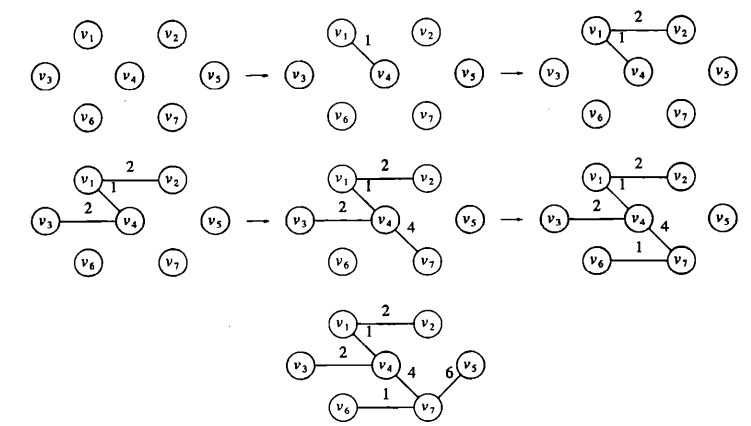 v1 v2 v1 1 v2 v1 2 1 v2
v3 v4 v5 v3 v4 v5 v3 v4 v5
v6 v7 v6 v7 v6 v7
v1 2 1 v2 v1 2 1 v2 v1 2 1 v2
v3 2 v4 v5 v3 2 v4 4 v5 v3 2 v4 4 v5
v6 v7 v6 v7 v6 1 v7
v1 2 1 v2
v3 2 v4 4 6 v5
v6 1 v7